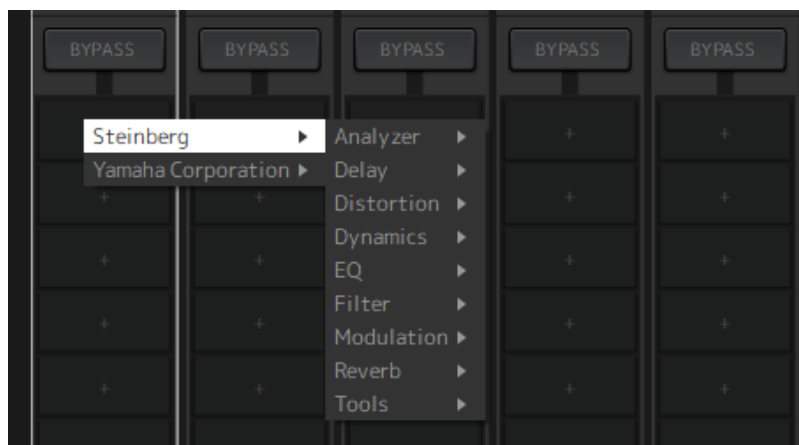 BYPASS BYPASS BYPASS BYPASS BYPASS
+ +
Steinberg
Yamaha Corporation
Analyzer
Delay
Distortion
Dynamics
EQ
Filter
Modulation
Reverb
Tools